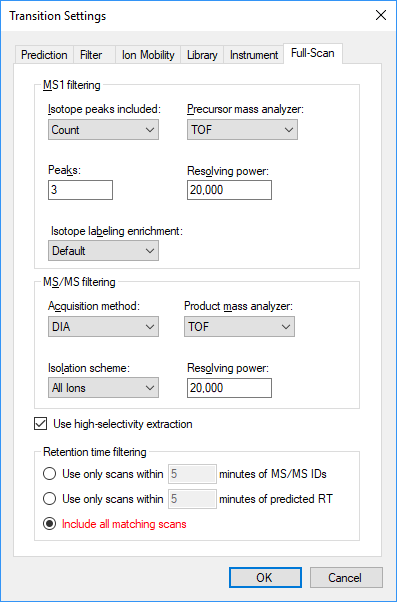 Transition Settings
Prediction Filter Ion Mobility Library Instrument Full-Scan
MS1 filtering
Isotope peaks included: Precursor mass analyzer:
Count TOF
Peaks: Resolving power:
3 20,000
Isotope labeling enrichment:
Default
MS/MS filtering
Acquisition method: Product mass analyzer:
DIA TOF
Isolation scheme: Resolving power:
All Ions 20,000
Use high-selectivity extraction
Retention time filtering
Use only scans within 5 minutes of MS/MS IDs
Use only scans within 5 minutes of predicted RT
Include all matching scans
OK Cancel